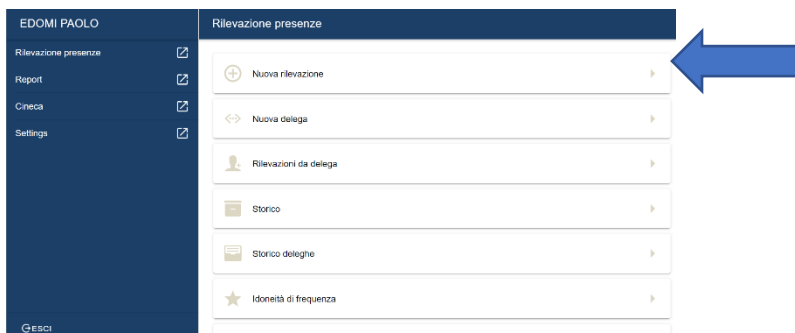 EDOMI PAOLO
Rilevazione presenze
Report
Cineca
Settings
ESCI
Rilevazione presenze
Nuova rilevazione
Nuova delega
Rilevazioni da delega
Storico
Storico deleghe
Idoneità di frequenza